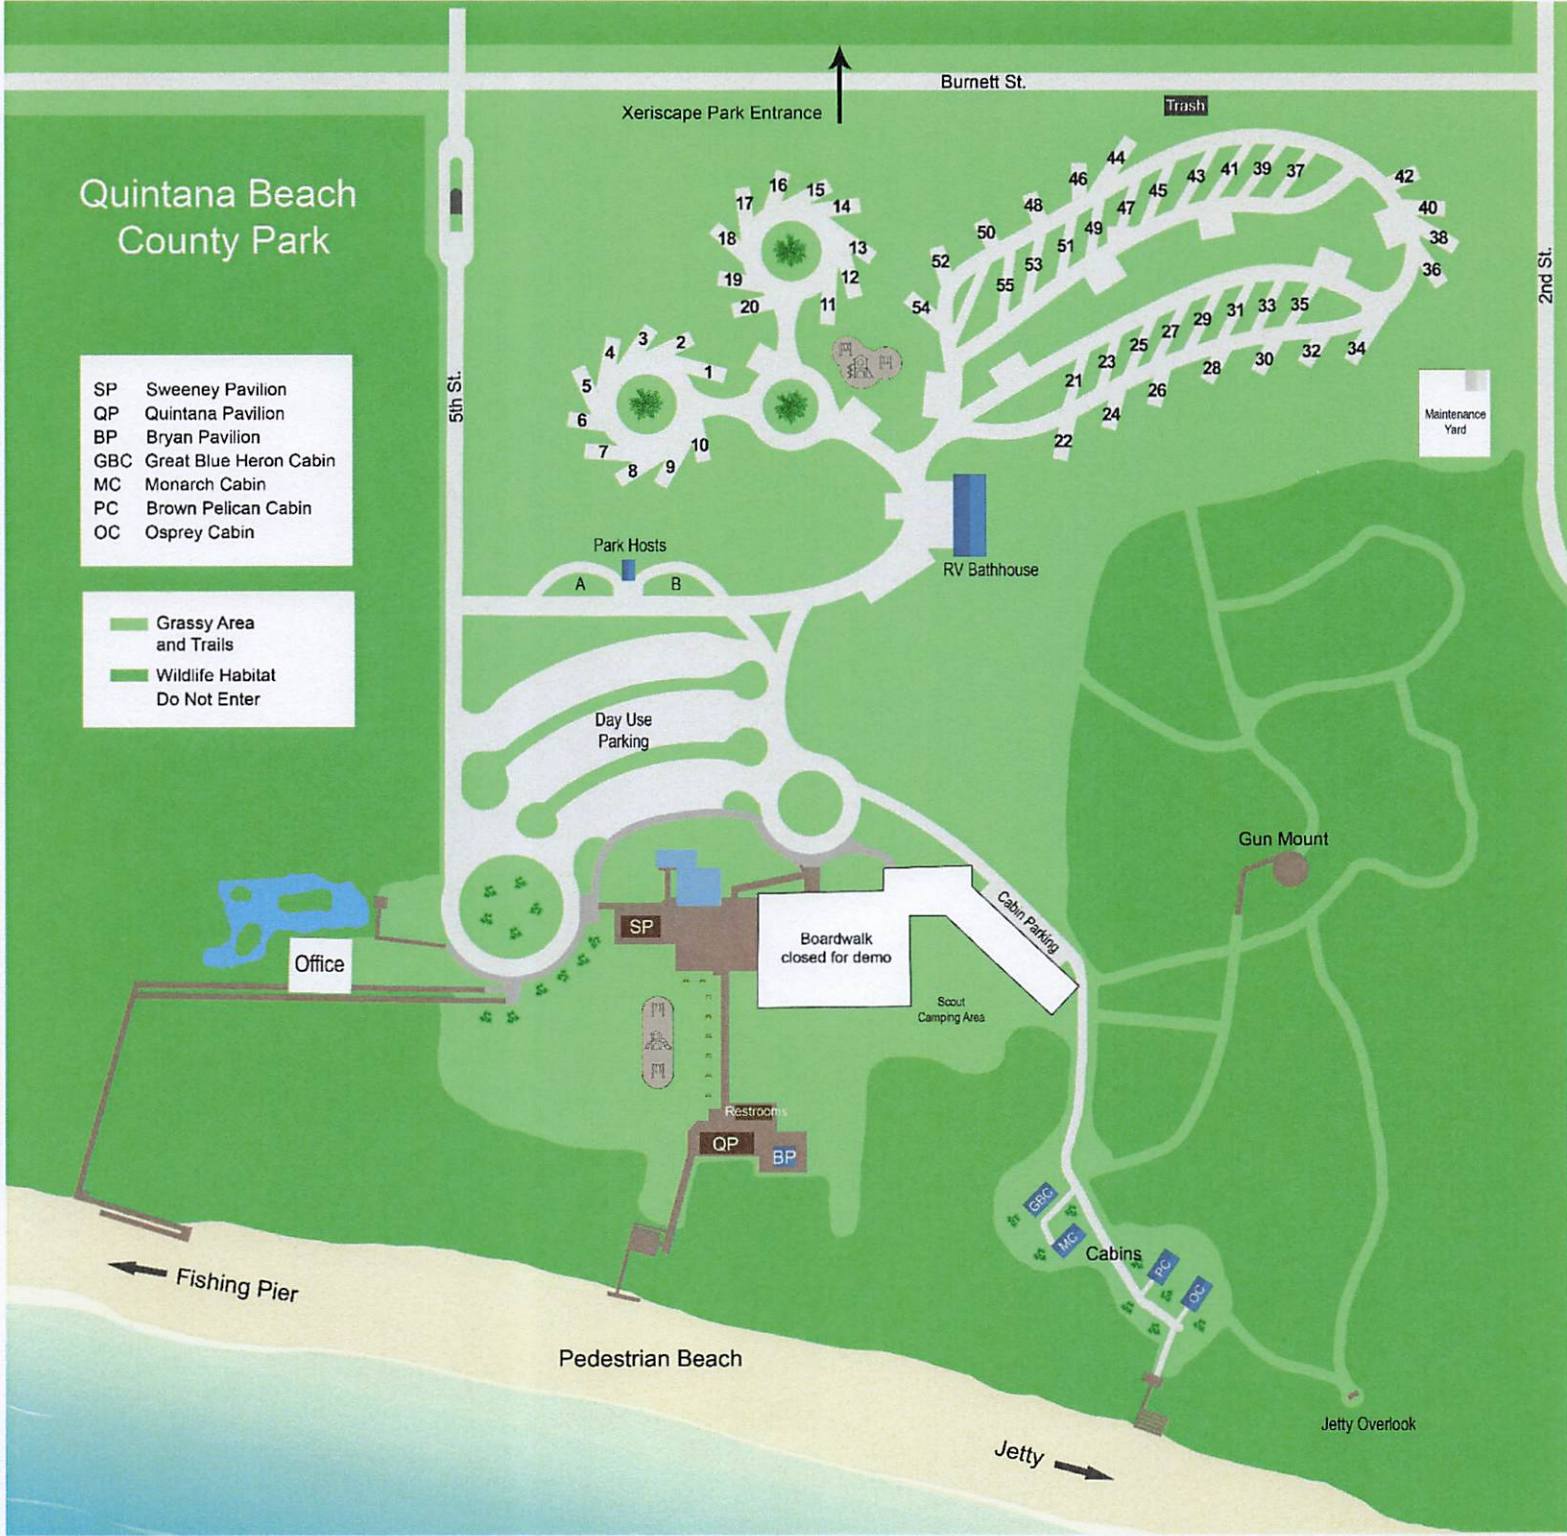 Burnett St.
Xeriscape Park Entrance
Trash
Quintana Beach
County Park
5th St.
2nd St.
44
46
48
50
52
54
42
40
38
36
37
39
41
43
45
47
49
51
53
55
35
33
31
29
27
25
23
21
34
32
30
28
26
24
22
16
15
14
13
12
11
17
18
19
20
1
2
3
4
5
6
7
8
9
10
Maintenance
Yard
SP Sweeney Pavilion
QP Quintana Pavilion
BP Bryan Pavilion
GBC Great Blue Heron Cabin
MC Monarch Cabin
PC Brown Pelican Cabin
OC Osprey Cabin
Grassy Area
and Trails
Wildlife Habitat
Do Not Enter
Park Hosts
A
B
RV Bathhouse
Day Use
Parking
Gun Mount
Cabin Parking
SP
Boardwalk
closed for demo
Office
Scout
Camping Area
Restrooms
QP
BP
GBC
MC
Cabins
PC
OC
Fishing Pier
Pedestrian Beach
Jetty Overlook
Jetty